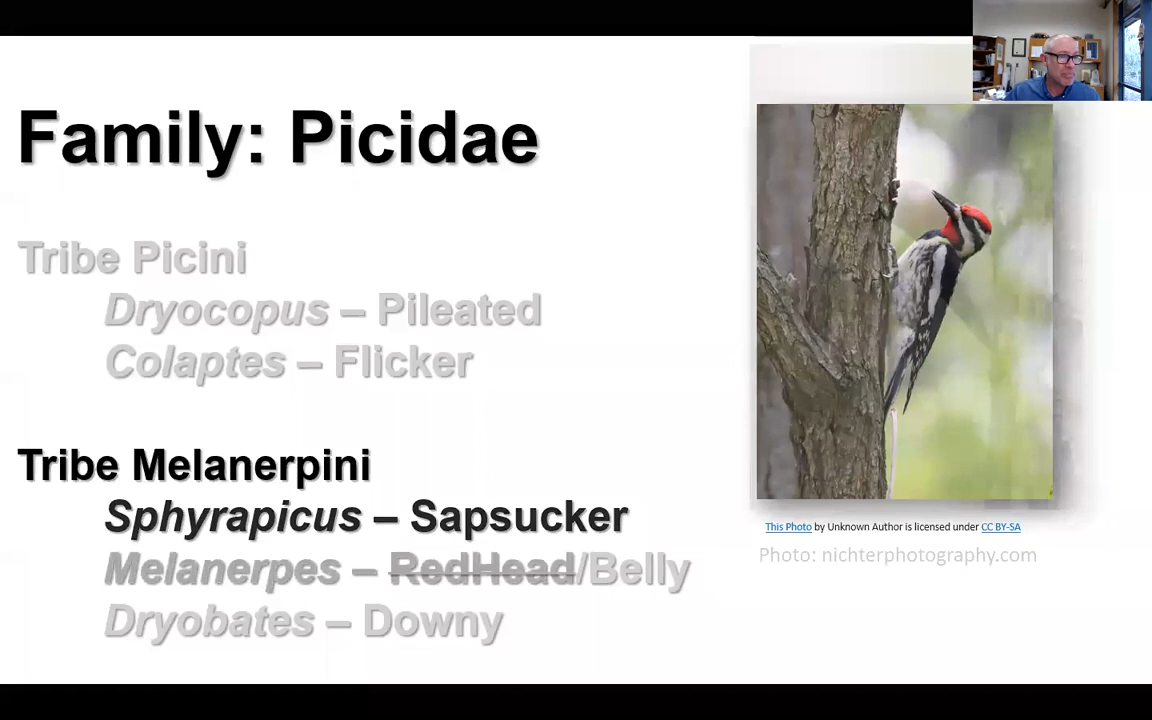 Family: Picidae
Tribe Picini
Dryocopus – Pileated
Colaptes – Flicker
Tribe Melanerpini
Sphyrapicus – Sapsucker
Melanerpes – RedHead/Belly
Dryobates – Downy
This Photo by Unknown Author is licensed under CC BY-SA
Photo: nichterphotography.com